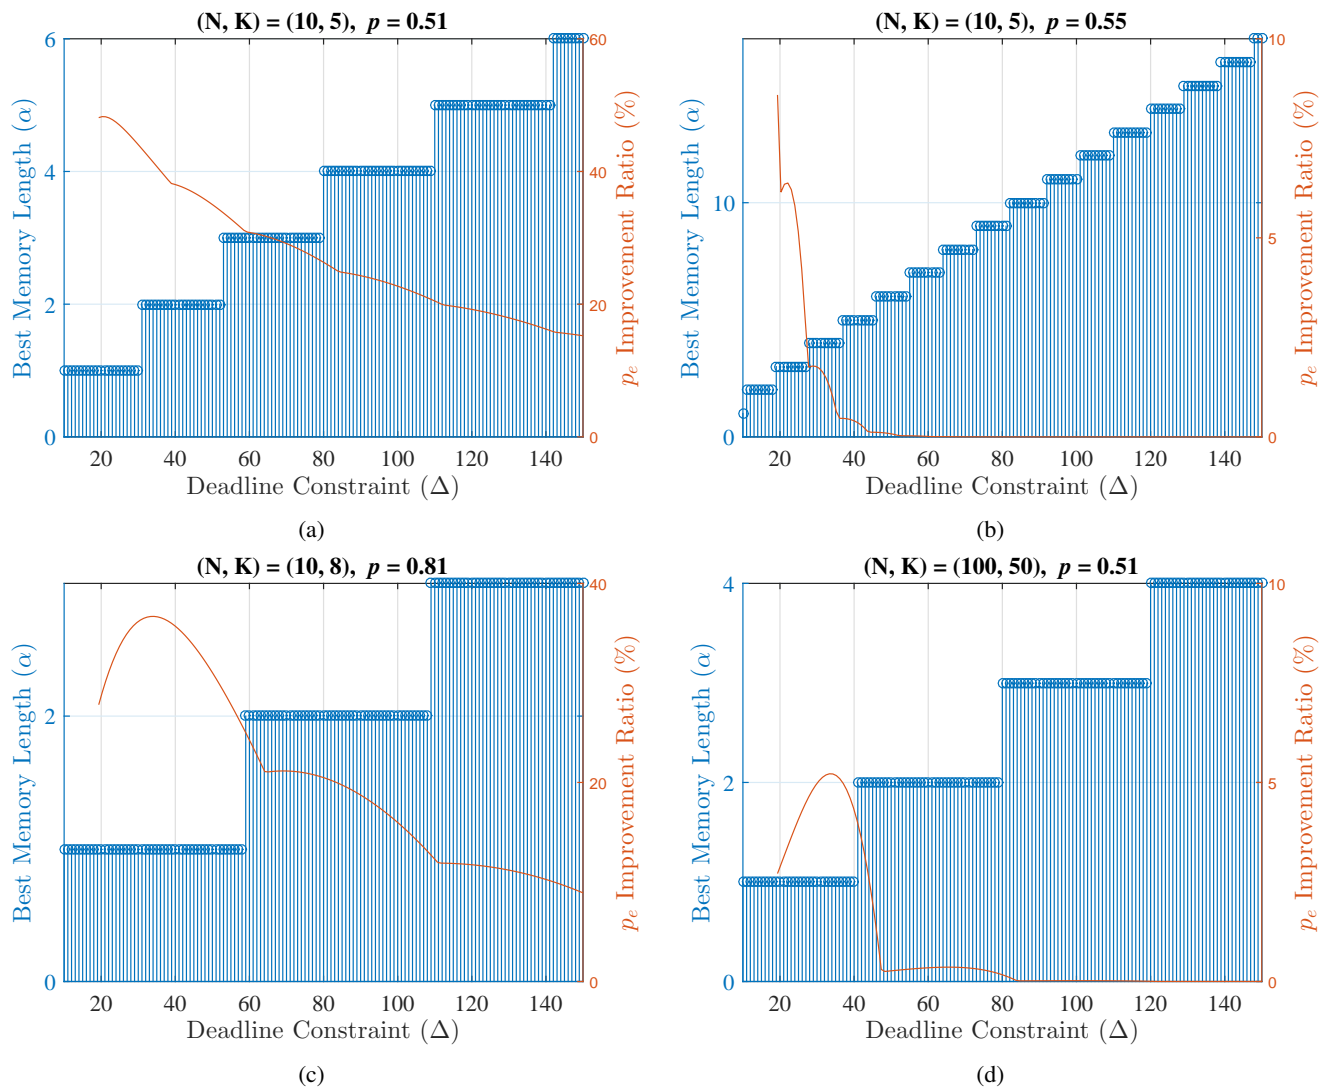 (N, K) = (10, 5), p = 0.51
Best Memory Length (α)
6
4
2
0
60
40
20
0
pe Improvement Ratio (%)
20 40 60 80 100 120 140
Deadline Constraint (Δ)
(a)
(N, K) = (10, 5), p = 0.55
Best Memory Length (α)
10
0
10
5
0
pe Improvement Ratio (%)
20 40 60 80 100 120 140
Deadline Constraint (Δ)
(b)
(N, K) = (10, 8), p = 0.81
Best Memory Length (α)
2
0
40
20
0
pe Improvement Ratio (%)
20 40 60 80 100 120 140
Deadline Constraint (Δ)
(c)
(N, K) = (100, 50), p = 0.51
Best Memory Length (α)
4
2
0
10
5
0
pe Improvement Ratio (%)
20 40 60 80 100 120 140
Deadline Constraint (Δ)
(d)